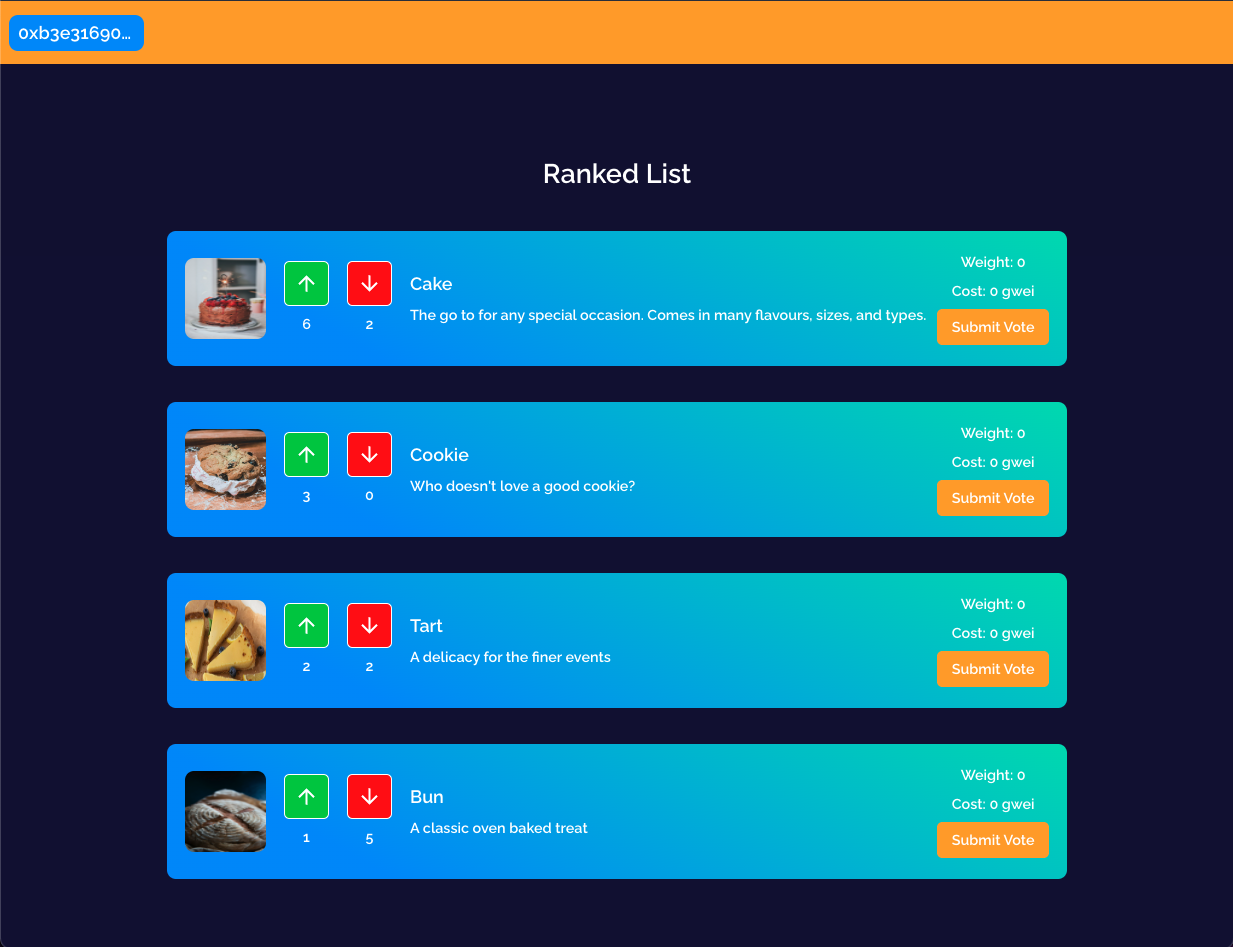 0xb3e31690...
Ranked List
Weight: 0
Cake
Cost: 0 gwei
The go to for any special occasion. Comes in many flavours, sizes, and types.
6
2
Submit Vote
Weight: 0
Cookie
Cost: 0 gwei
Who doesn't love a good cookie?
3
0
Submit Vote
Weight: 0
Tart
Cost: 0 gwei
A delicacy for the finer events
2
2
Submit Vote
Weight: 0
Bun
Cost: 0 gwei
A classic oven baked treat
1
5
Submit Vote